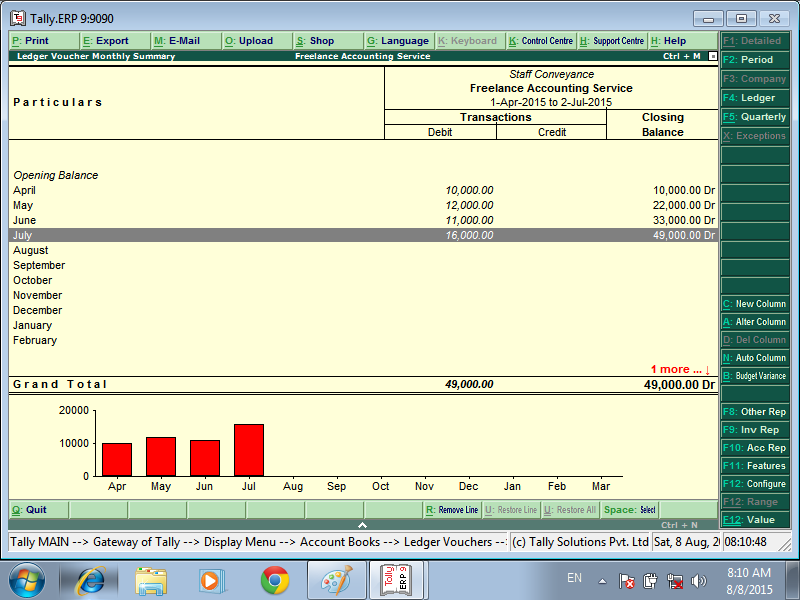 Tally.ERP 9:9090
P: Print E: Export M: E-Mail O: Upload S: Shop G: Language K: Keyboard K: Control Centre H: Support Centre H: Help
Ledger Voucher Monthly Summary Freelance Accounting Service Ctrl + M
Particulars
Staff Conveyance
Freelance Accounting Service
1-Apr-2015 to 2-Jul-2015
Transactions Closing
Debit Credit Balance
Opening Balance
April 10,000.00 10,000.00 Dr
May 12,000.00 22,000.00 Dr
June 11,000.00 33,000.00 Dr
July 16,000.00 49,000.00 Dr
August
September
October
November
December
January
February
1 more ... ↓
Grand Total 49,000.00 49,000.00 Dr
20000
10000
0
Apr May Jun Jul Aug Sep Oct Nov Dec Jan Feb Mar
F1: Detailed
F2: Period
F3: Company
F4: Ledger
F5: Quarterly
X: Exceptions
C: New Column
A: Alter Column
D: Del Column
N: Auto Column
B: Budget Variance
F8: Other Rep
F9: Inv Rep
F10: Acc Rep
F11: Features
F12: Configure
F12: Range
F12: Value
Q: Quit R: Remove Line U: Restore Line U: Restore All Space: Select
Ctrl + N
Tally MAIN --> Gateway of Tally --> Display Menu --> Account Books --> Ledger Vouchers --> (c) Tally Solutions Pvt. Ltd Sat, 8 Aug, 20 08:10:48
Tally ERP 9
EN
8:10 AM
8/8/2015